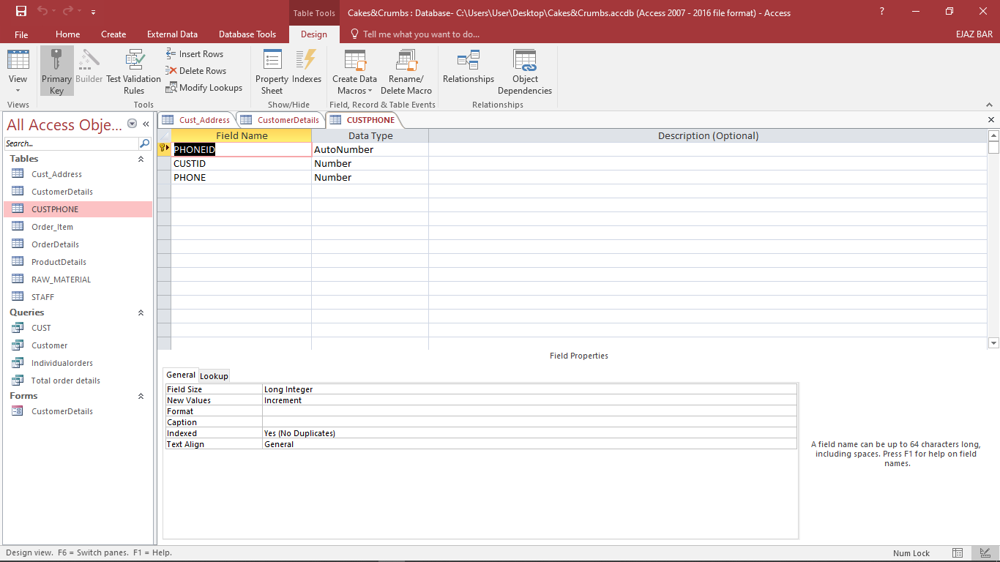 Table Tools
Cakes&Crumbs : Database- C:\Users\User\Desktop\Cakes&Crumbs.accdb (Access 2007 - 2016 file format) - Access
?
File
Home
Create
External Data
Database Tools
Design
Tell me what you want to do...
EJAZ BAR
View
Primary Key
Builder
Test Validation Rules
Insert Rows
Delete Rows
Modify Lookups
Property Sheet
Indexes
Create Data Macros
Rename/ Delete Macro
Relationships
Object Dependencies
Views
Tools
Show/Hide
Field, Record & Table Events
Relationships
All Access Obje...
Search...
Tables
Cust_Address
CustomerDetails
CUSTPHONE
Order_Item
OrderDetails
ProductDetails
RAW_MATERIAL
STAFF
Queries
CUST
Customer
Individualorders
Total order details
Forms
CustomerDetails
Cust_Address
CustomerDetails
CUSTPHONE
Field Name Data Type Description (Optional)
PHONEID AutoNumber
CUSTID Number
PHONE Number
Field Properties
General Lookup
Field Size Long Integer
New Values Increment
Format
Caption
Indexed Yes (No Duplicates)
Text Align General
A field name can be up to 64 characters long,
including spaces. Press F1 for help on field
names.
Design view. F6 = Switch panes. F1 = Help.
Num Lock